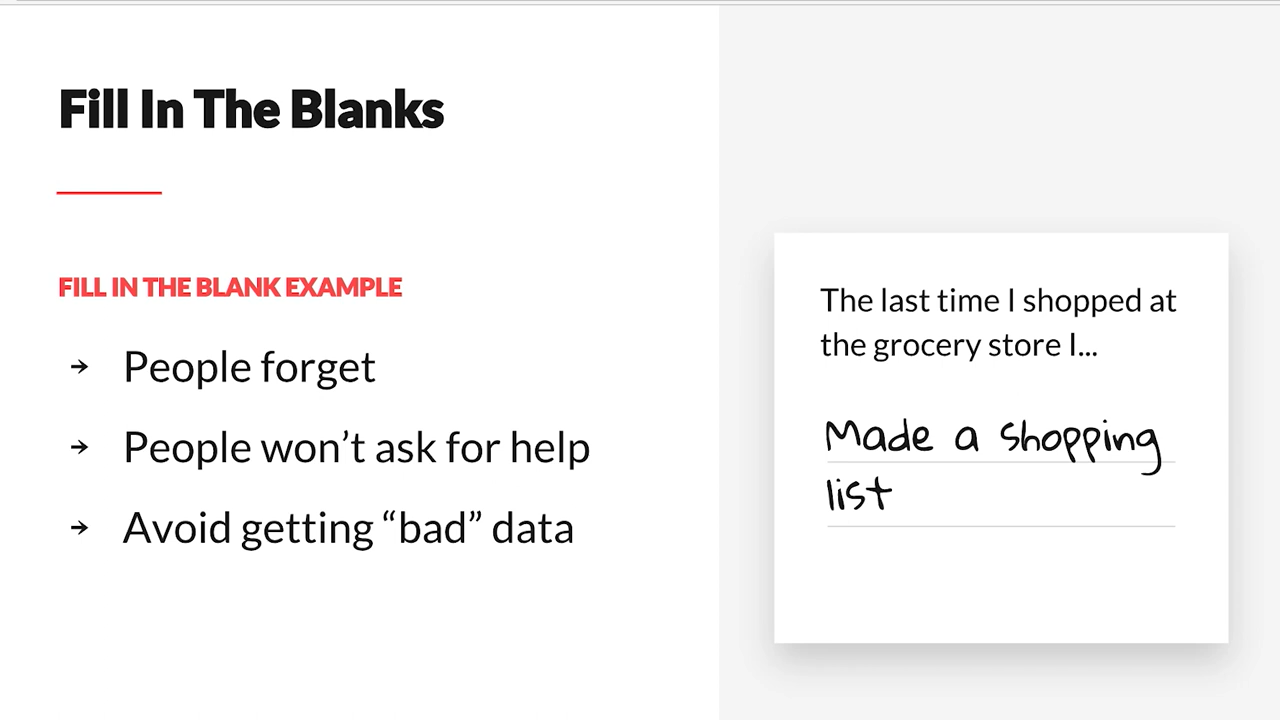 Fill In The Blanks
FILL IN THE BLANK EXAMPLE
→ People forget
→ People won’t ask for help
→ Avoid getting “bad” data
The last time I shopped at
the grocery store I...
Made a shopping
list